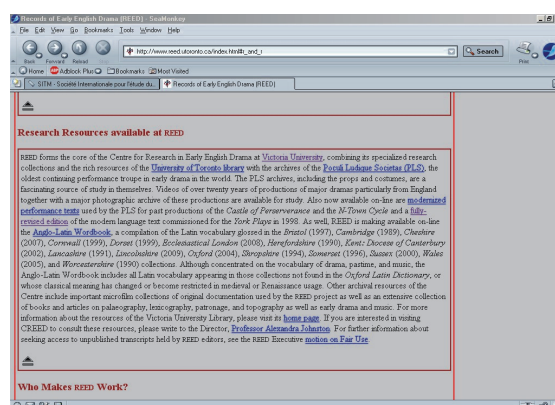 Records of Early English Drama (REED) - SeaMonkey
File Edit View Go Bookmarks Tools Window Help
Back Forward Reload
http://www.reed.utoronto.ca/index.html#r_and_r
Search
Print
Home Adblock Plus Bookmarks Most Visited
SITM - Société Internationale pour l'étude du...
Records of Early English Drama (REED)
Research Resources available at REED
REED forms the core of the Centre for Research in Early English Drama at Victoria University, combining its specialized research
collections and the rich resources of the University of Toronto library with the archives of the Poculi Ludique Societas (PLS), the
oldest continuing performance troupe in early drama in the world. The PLS archives, including the props and costumes, are a
fascinating source of study in themselves. Videos of over twenty years of productions of major dramas particularly from England
together with a major photographic archive of these productions are available for study. Also now available on-line are modernized
performance texts used by the PLS for past productions of the Castle of Perserverance and the N-Town Cycle and a fully-
revised edition of the modern language text commissioned for the York Plays in 1998. As well, REED is making available on-line
the Anglo-Latin Wordbook, a compilation of the Latin vocabulary glossed in the Bristol (1997), Cambridge (1989), Cheshire
(2007), Cornwall (1999), Dorset (1999), Ecclesiastical London (2008), Herefordshire (1990), Kent: Diocese of Canterbury
(2002), Lancashire (1991), Lincolnshire (2009), Oxford (2004), Shropshire (1994), Somerset (1996), Sussex (2000), Wales
(2005), and Worcestershire (1990) collections. Although concentrated on the vocabulary of drama, pastime, and music, the
Anglo-Latin Wordbook includes all Latin vocabulary appearing in those collections not found in the Oxford Latin Dictionary, or
whose classical meaning has changed or become restricted in medieval or Renaissance usage. Other archival resources of the
Centre include important microfilm collections of original documentation used by the REED project as well as an extensive collection
of books and articles on palaeography, lexicography, patronage, and topography as well as early drama and music. For more
information about the resources of the Victoria University Library, please visit its home page. If you are interested in visiting
CREED to consult these resources, please write to the Director, Professor Alexandra Johnston. For further information about
seeking access to unpublished transcripts held by REED editors, see the REED Executive motion on Fair Use.
Who Makes REED Work?